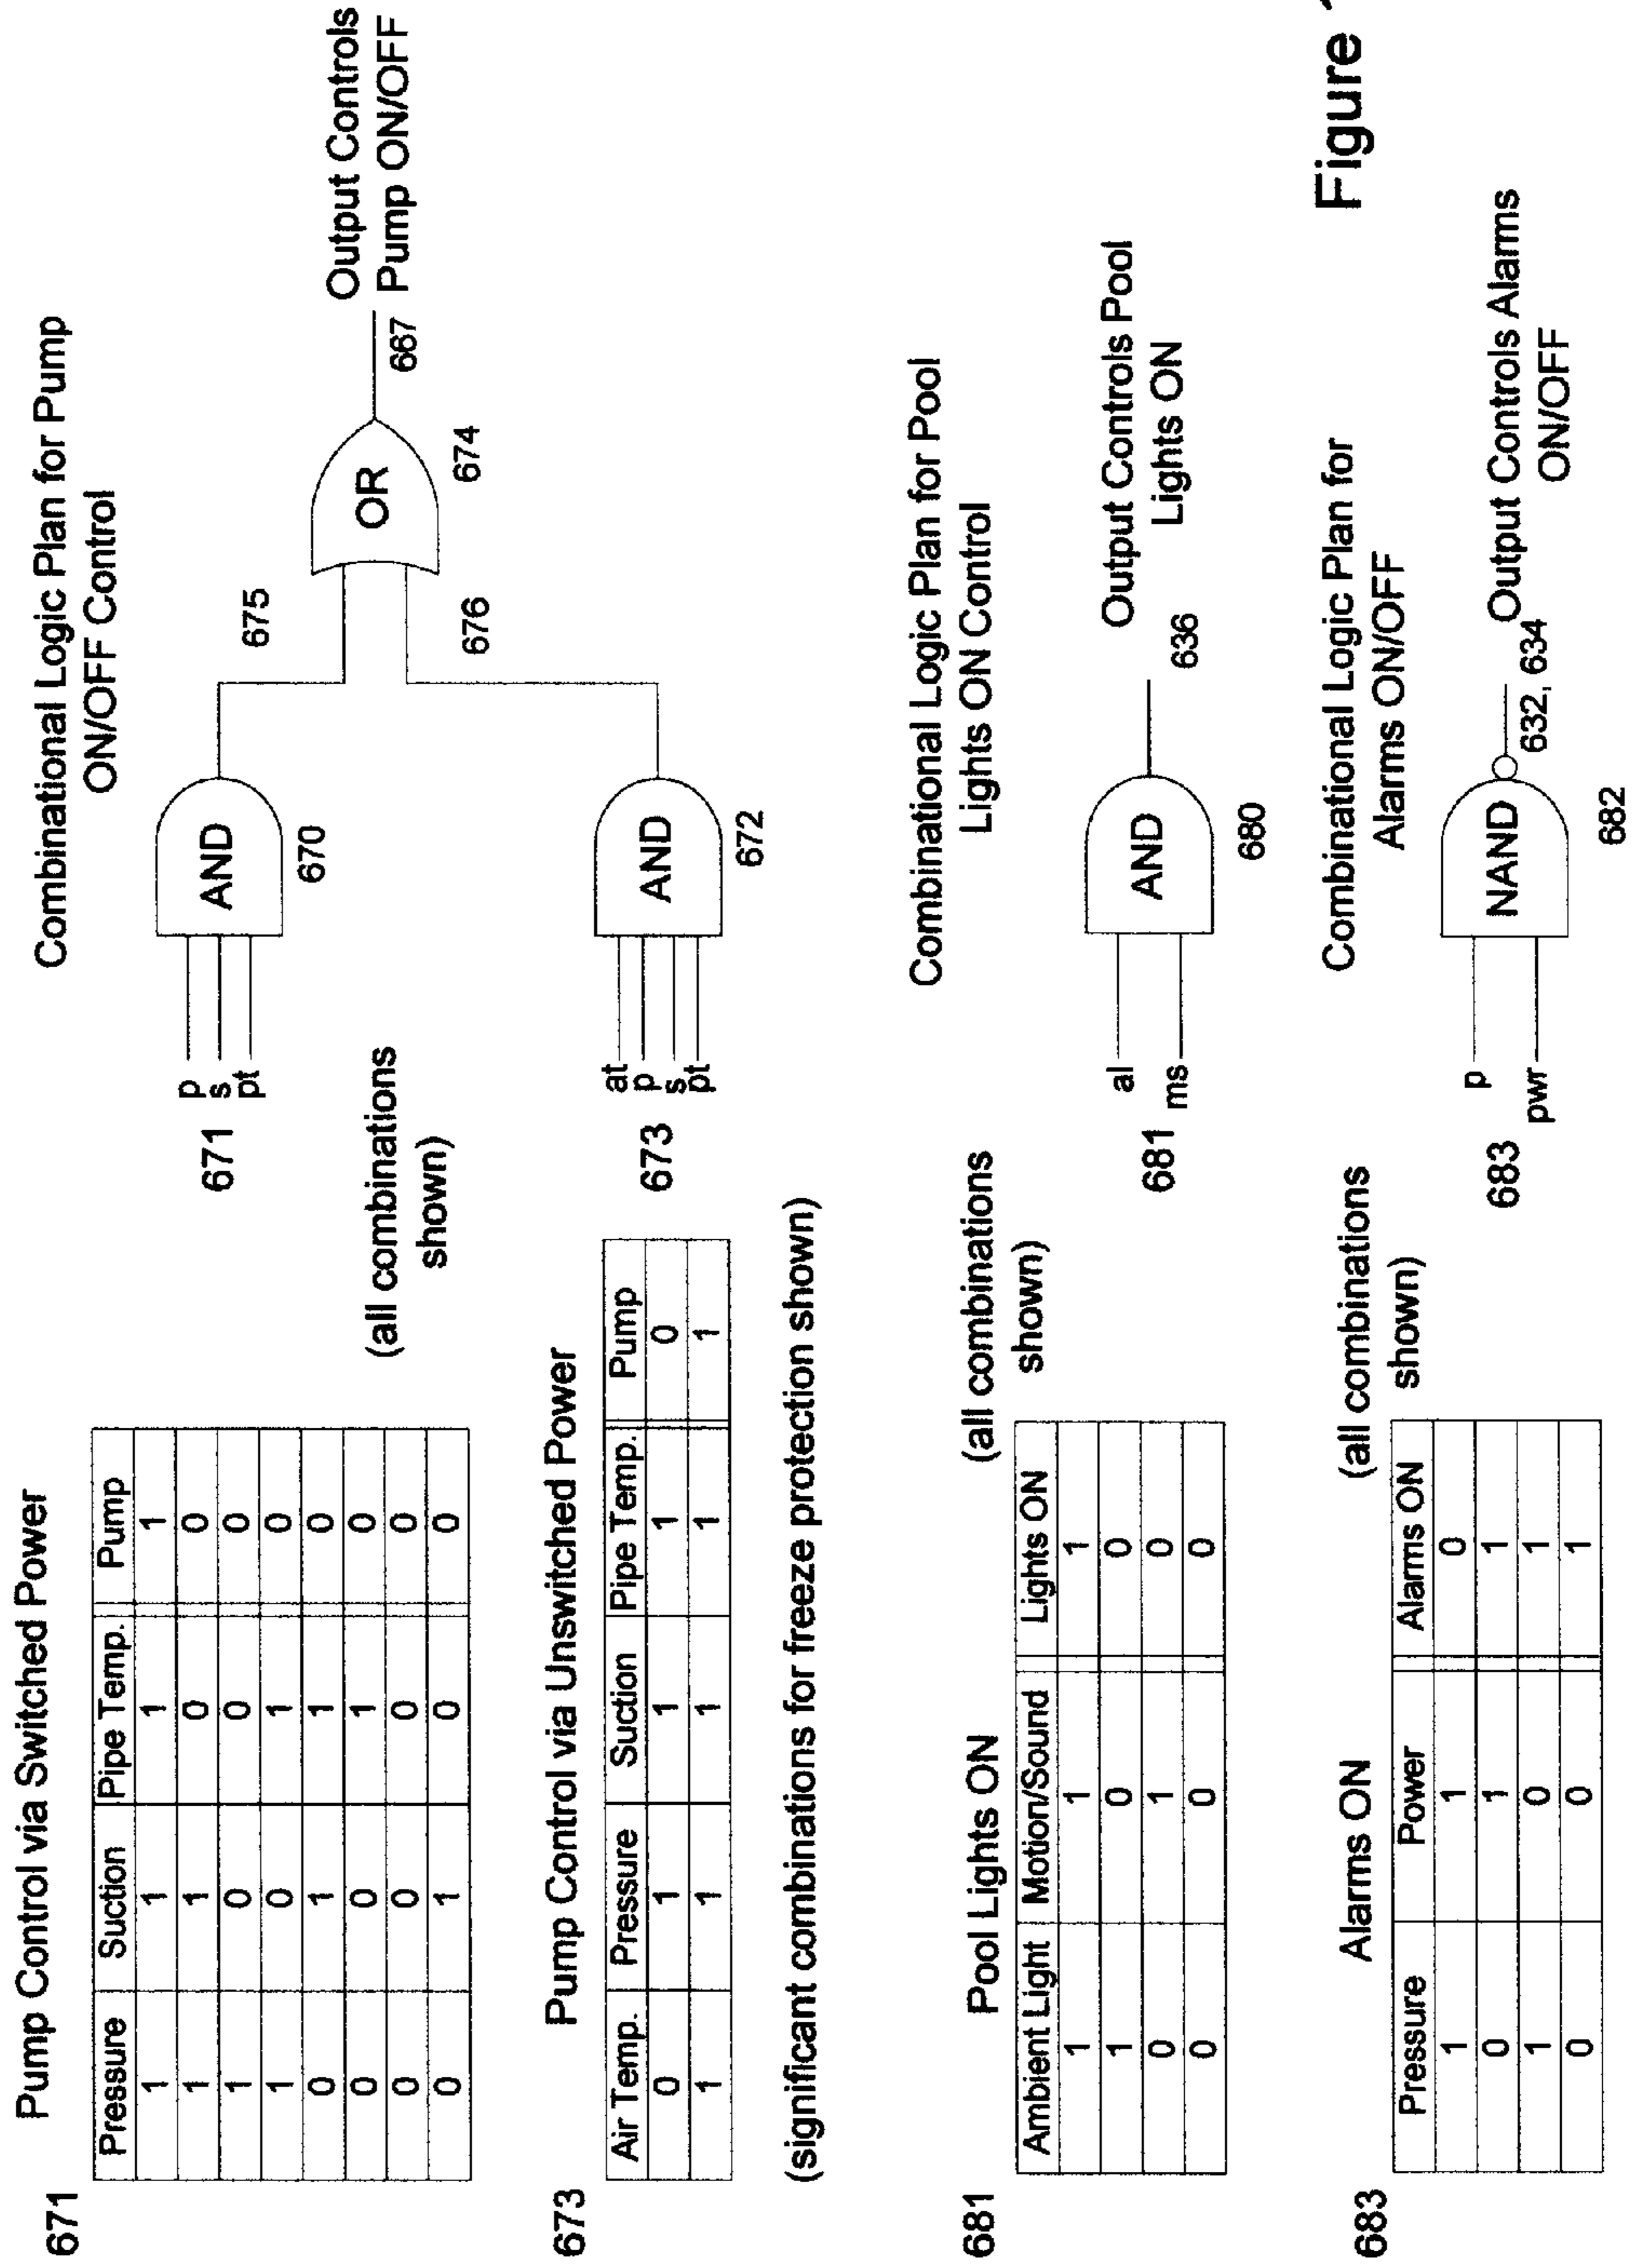 671
Pump Control via Switched Power
Pressure Suction Pipe Temp. Pump
1 1 1 1
1 1 0 0
1 0 0 0
1 0 1 0
0 1 1 0
0 0 1 0
0 0 0 0
0 1 0 0
(all combinations
shown)
Combinational Logic Plan for Pump
ON/OFF Control
671
p
s
pt
AND
670
675
OR
674
676
667
Output Controls
Pump ON/OFF
673
Pump Control via Unswitched Power
Air Temp. Pressure Suction Pipe Temp. Pump
0 1 1 1 0
1 1 1 1 1
(significant combinations for freeze protection shown)
673
at
p
s
pt
AND
672
681
Pool Lights ON
(all combinations
shown)
Ambient Light Motion/Sound Lights ON
1 1 1
1 0 0
0 1 0
0 0 0
Combinational Logic Plan for Pool
Lights ON Control
681
al
ms
AND
680
636
Output Controls Pool
Lights ON
683
Alarms ON
(all combinations
shown)
Pressure Power Alarms ON
1 1 0
0 1 1
1 0 1
0 0 1
Combinational Logic Plan for
Alarms ON/OFF
683
p
pwr
NAND
682
632, 634
Output Controls Alarms
ON/OFF
Figure